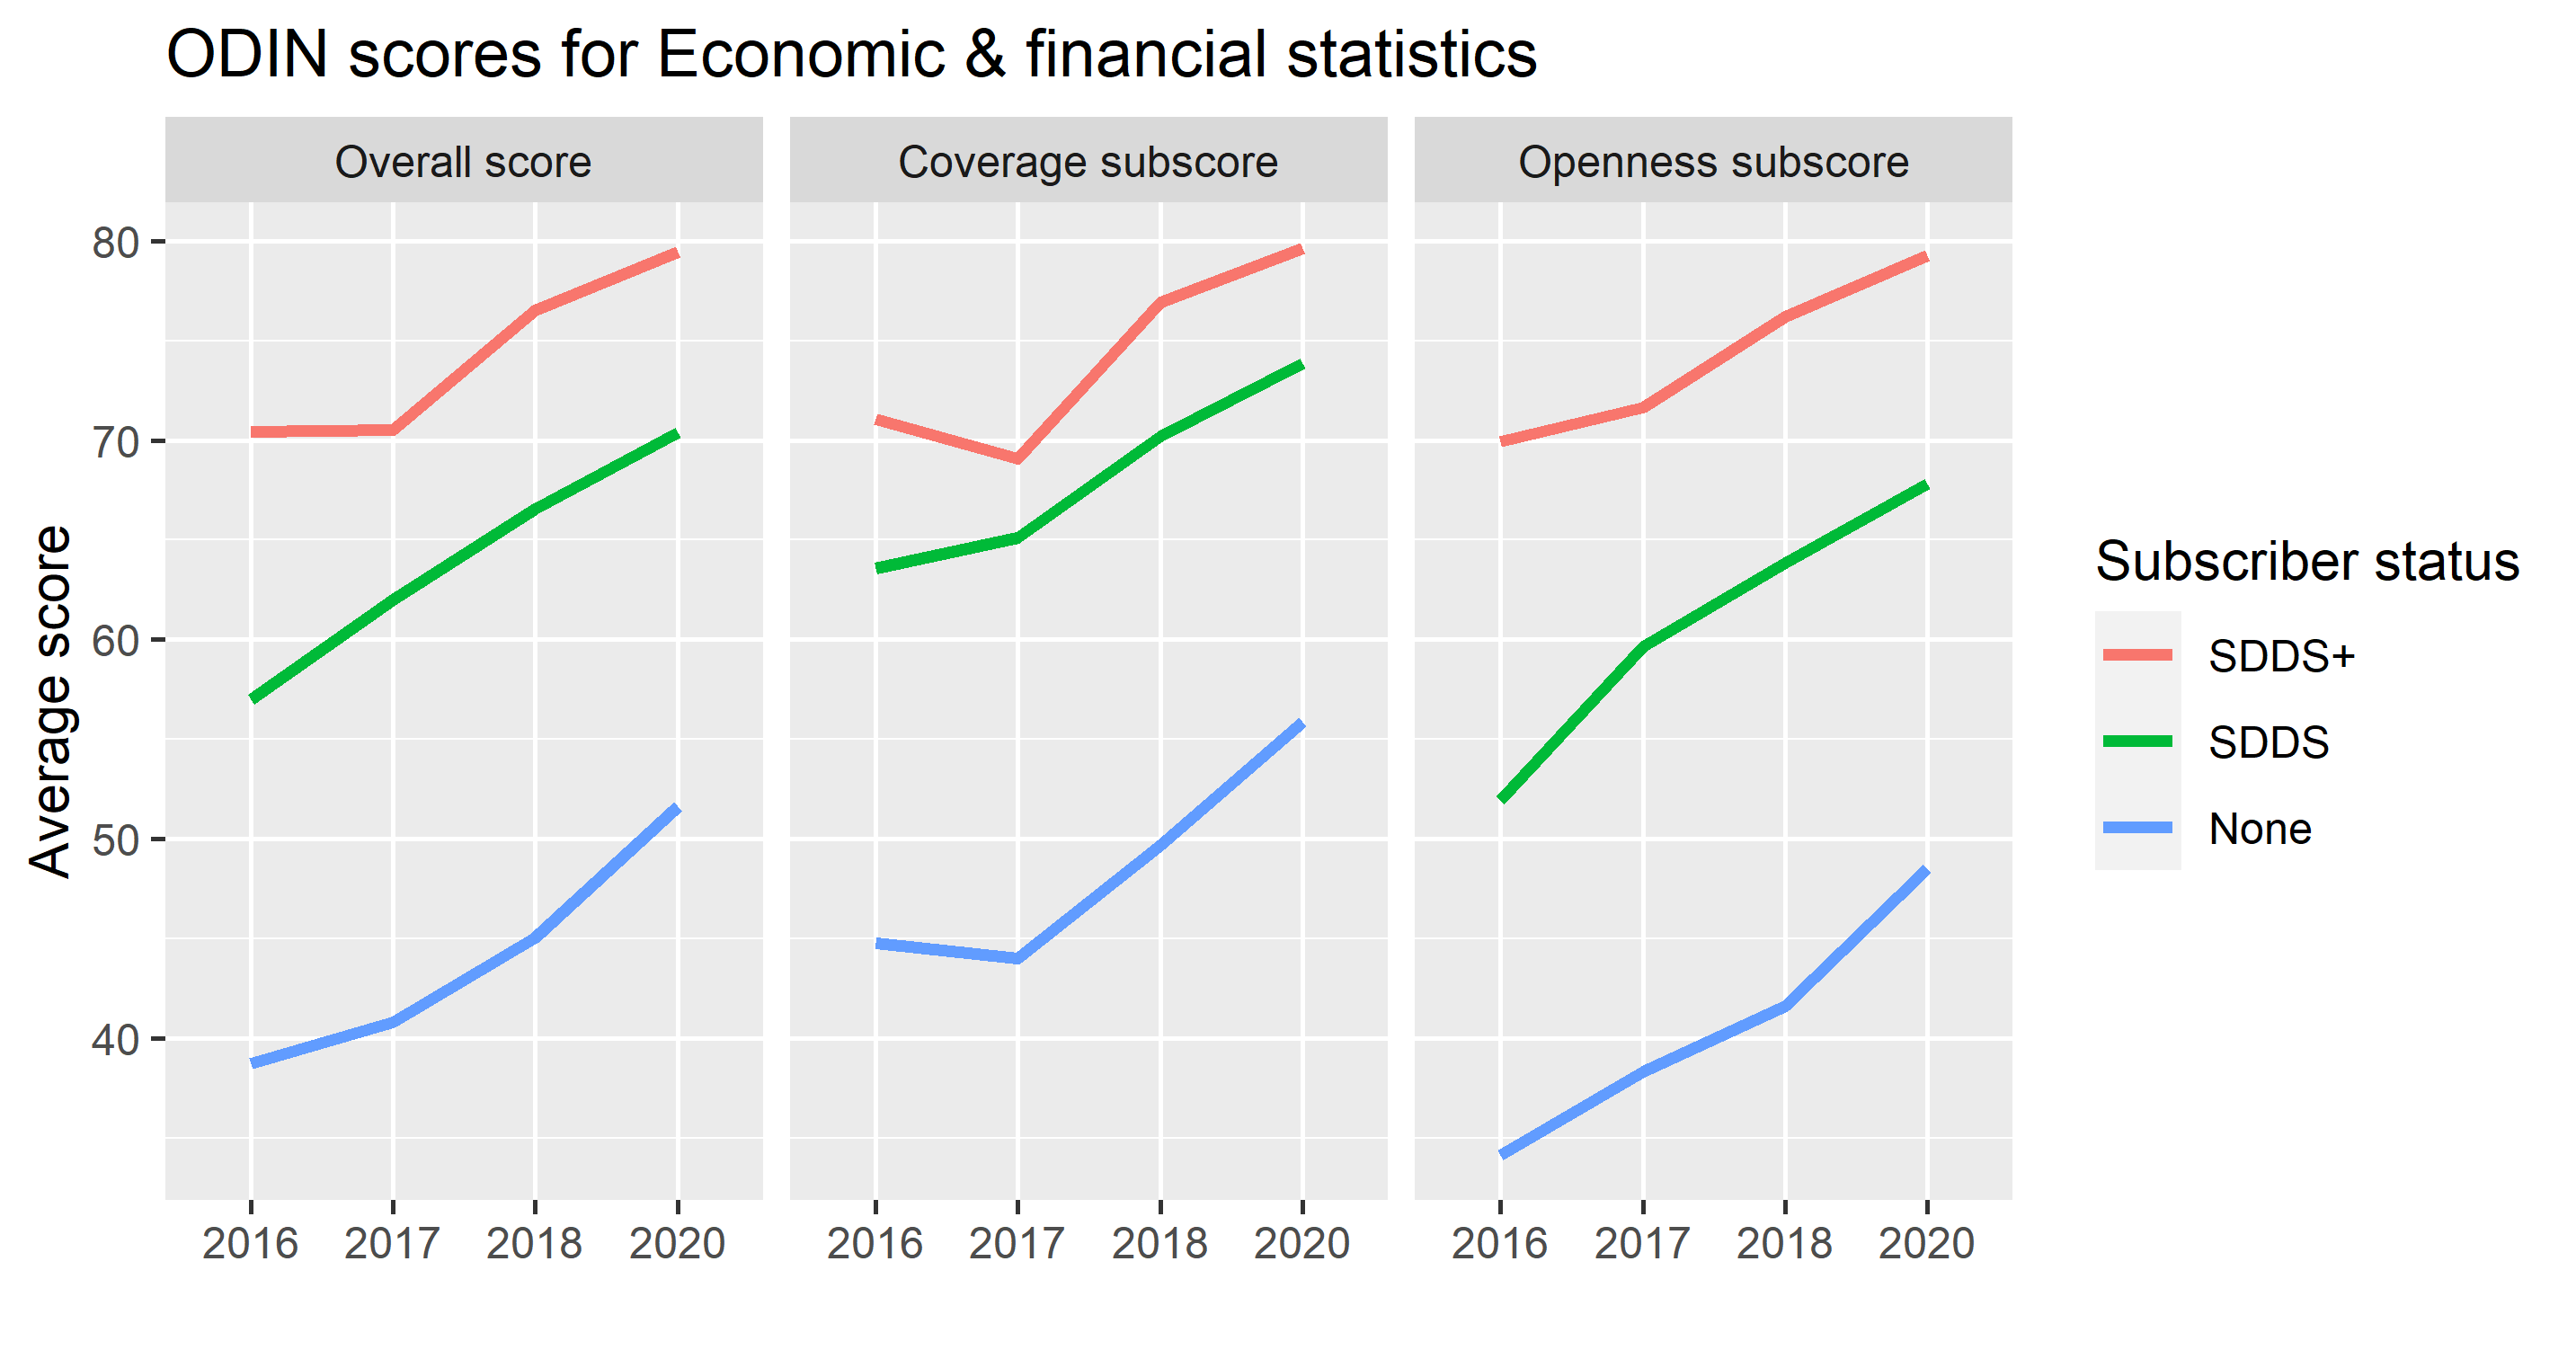 ODIN scores for Economic & financial statistics
Overall score
Coverage subscore
Openness subscore
Average score
80
70
60
50
40
2016 2017 2018 2020
2016 2017 2018 2020
2016 2017 2018 2020
Subscriber status
SDDS+
SDDS
None